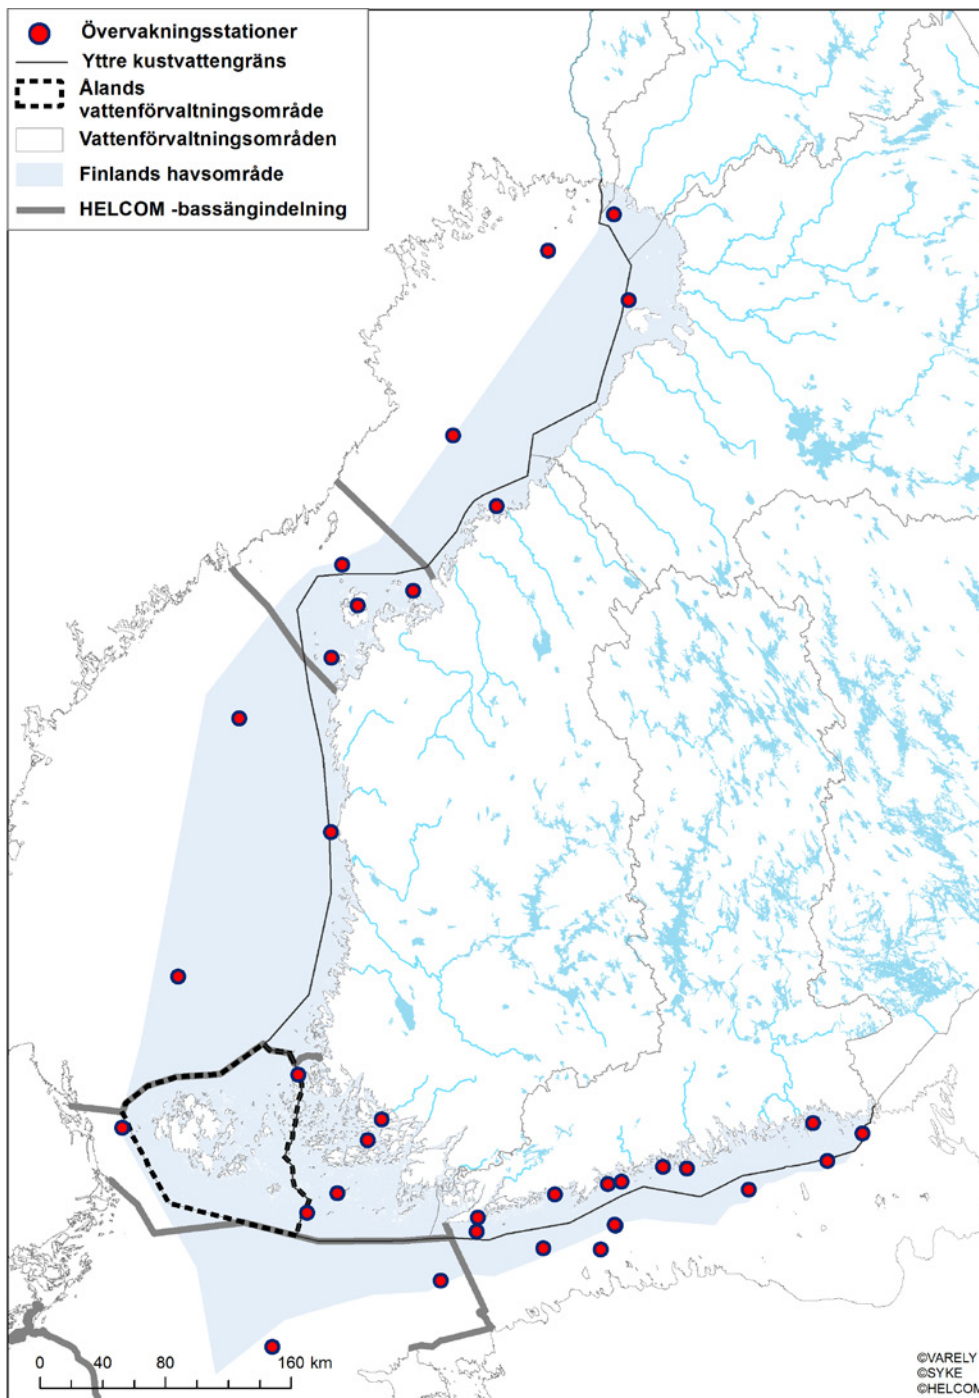 Övervakningsstationer
Yttre kustvattengräns
Ålands
vattenförvaltningsområde
Vattenförvaltningsområden
Finlands havsområde
HELCOM -bassängindelning
0 40 80 160 km
©VARELY
©SYKE
©HELCOM